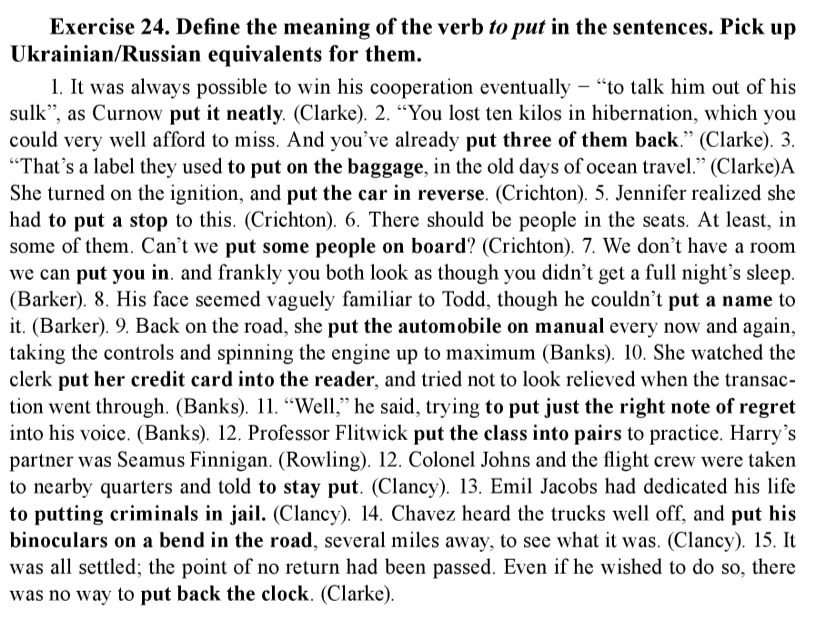 Exercise 24. Define the meaning of the verb to put in the sentences. Pick up
Ukrainian/Russian equivalents for them.
1. It was always possible to win his cooperation eventually – “to talk him out of his
sulk”, as Curnow put it neatly. (Clarke). 2. “You lost ten kilos in hibernation, which you
could very well afford to miss. And you’ve already put three of them back.” (Clarke). 3.
“That’s a label they used to put on the baggage, in the old days of ocean travel.” (Clarke)A
She turned on the ignition, and put the car in reverse. (Crichton). 5. Jennifer realized she
had to put a stop to this. (Crichton). 6. There should be people in the seats. At least, in
some of them. Can’t we put some people on board? (Crichton). 7. We don’t have a room
we can put you in. and frankly you both look as though you didn’t get a full night’s sleep.
(Barker). 8. His face seemed vaguely familiar to Todd, though he couldn’t put a name to
it. (Barker). 9. Back on the road, she put the automobile on manual every now and again,
taking the controls and spinning the engine up to maximum (Banks). 10. She watched the
clerk put her credit card into the reader, and tried not to look relieved when the transac-
tion went through. (Banks). 11. “Well,” he said, trying to put just the right note of regret
into his voice. (Banks). 12. Professor Flitwick put the class into pairs to practice. Harry’s
partner was Seamus Finnigan. (Rowling). 12. Colonel Johns and the flight crew were taken
to nearby quarters and told to stay put. (Clancy). 13. Emil Jacobs had dedicated his life
to putting criminals in jail. (Clancy). 14. Chavez heard the trucks well off, and put his
binoculars on a bend in the road, several miles away, to see what it was. (Clancy). 15. It
was all settled; the point of no return had been passed. Even if he wished to do so, there
was no way to put back the clock. (Clarke).